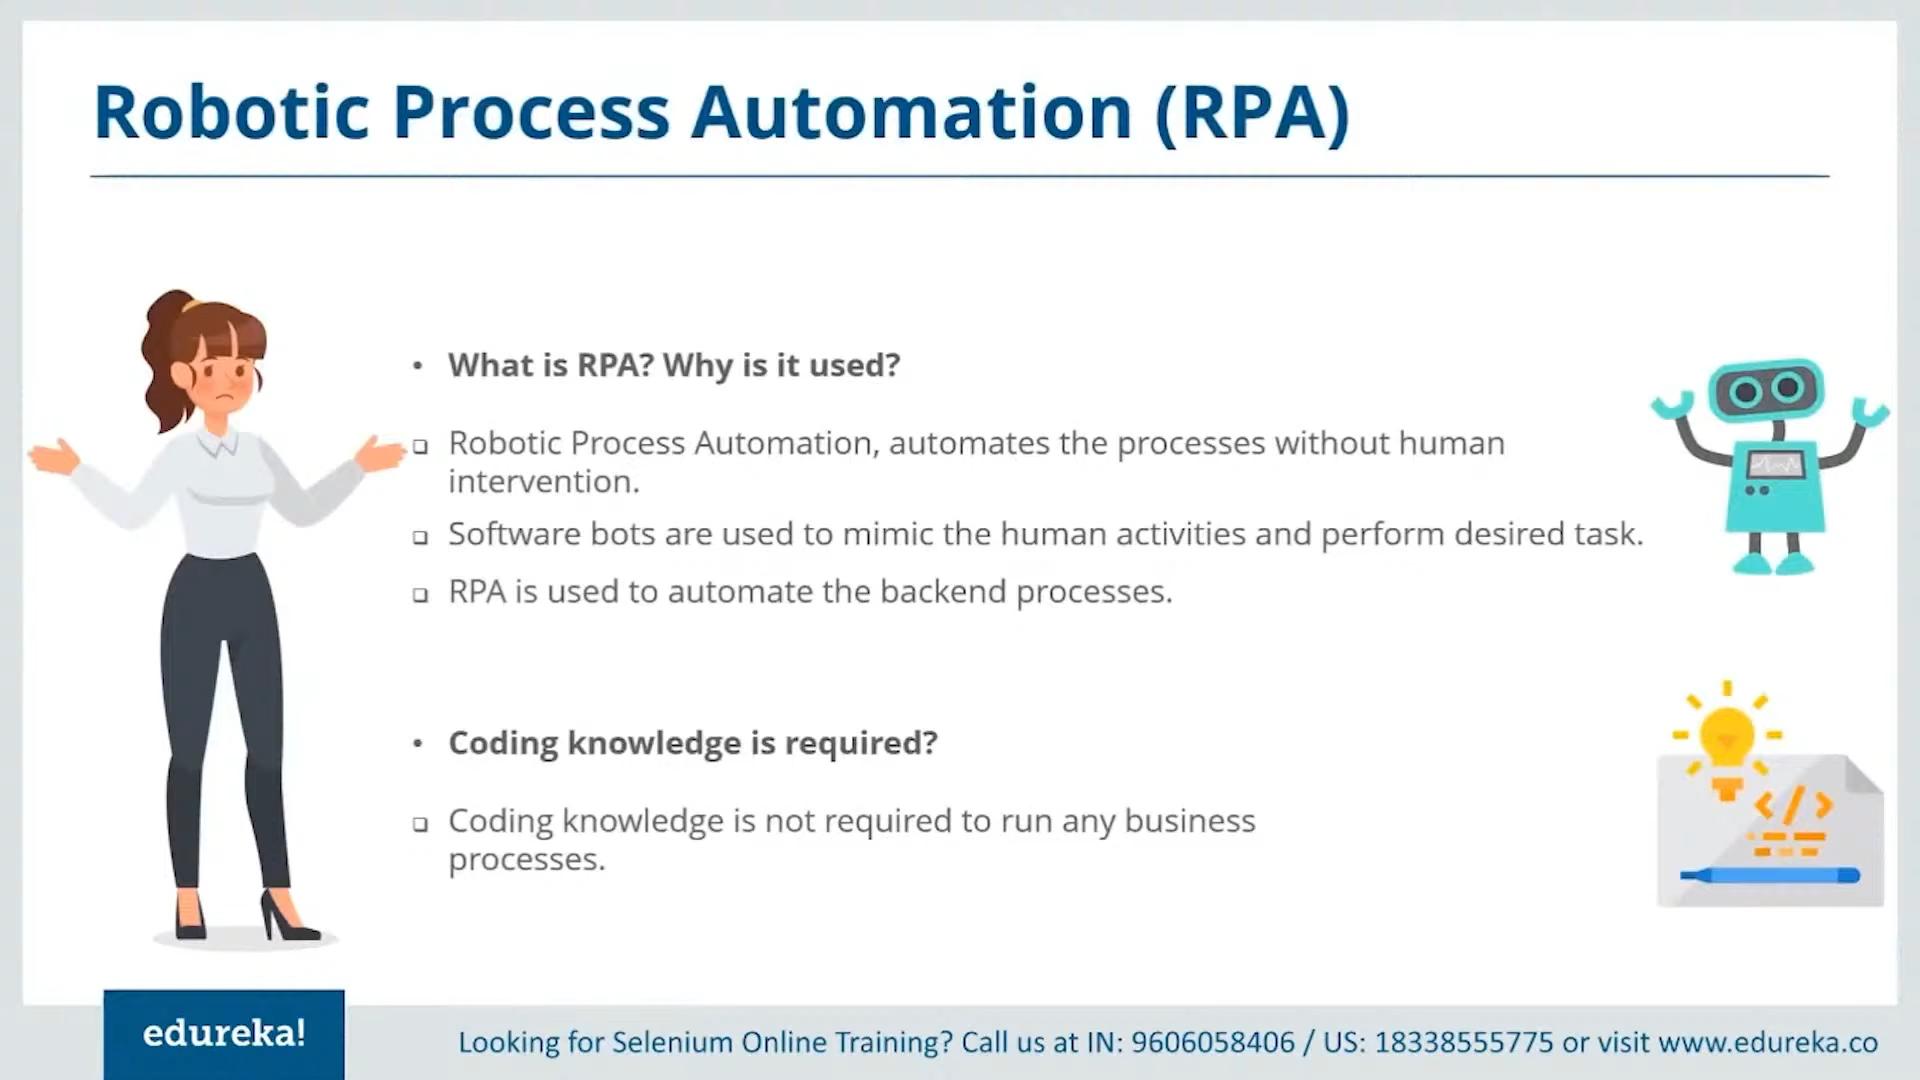 Robotic Process Automation (RPA)
• What is RPA? Why is it used?
❑ Robotic Process Automation, automates the processes without human
intervention.
❑ Software bots are used to mimic the human activities and perform desired task.
❑ RPA is used to automate the backend processes.
• Coding knowledge is required?
❑ Coding knowledge is not required to run any business
processes.
edureka!
Looking for Selenium Online Training? Call us at IN: 9606058406 / US: 18338555775 or visit www.edureka.co